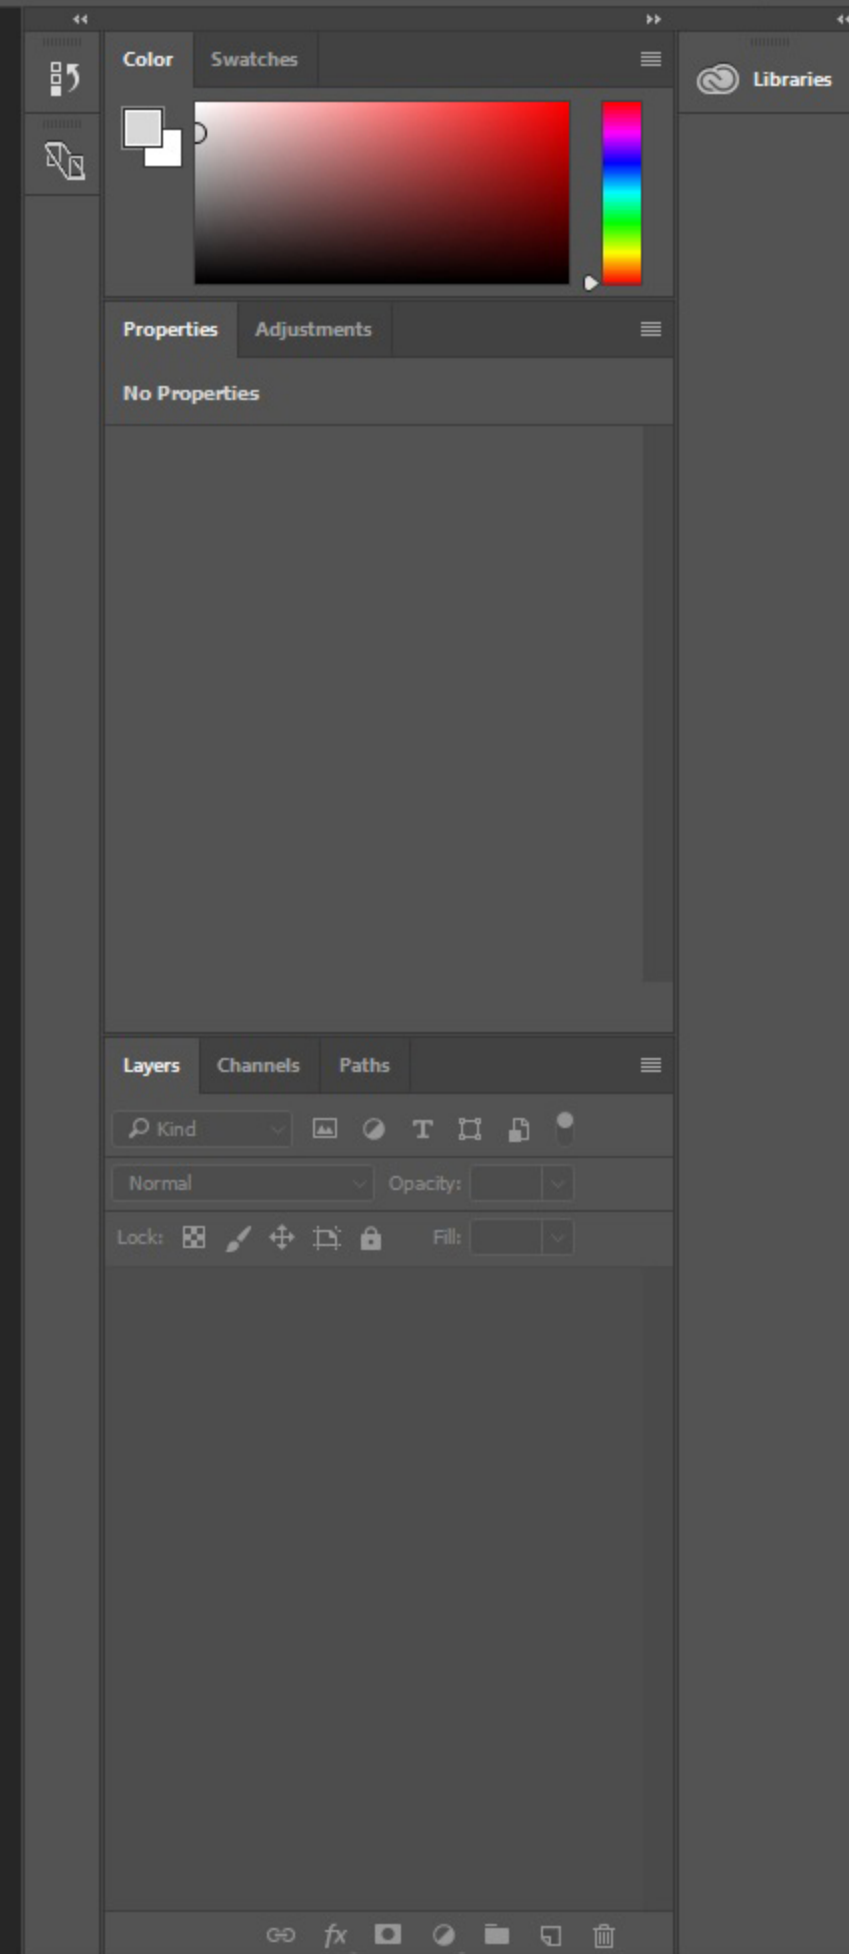 Color Swatches
Libraries
Properties Adjustments
No Properties
Layers Channels Paths
Kind T
Normal Opacity:
Lock: Fill:
fx